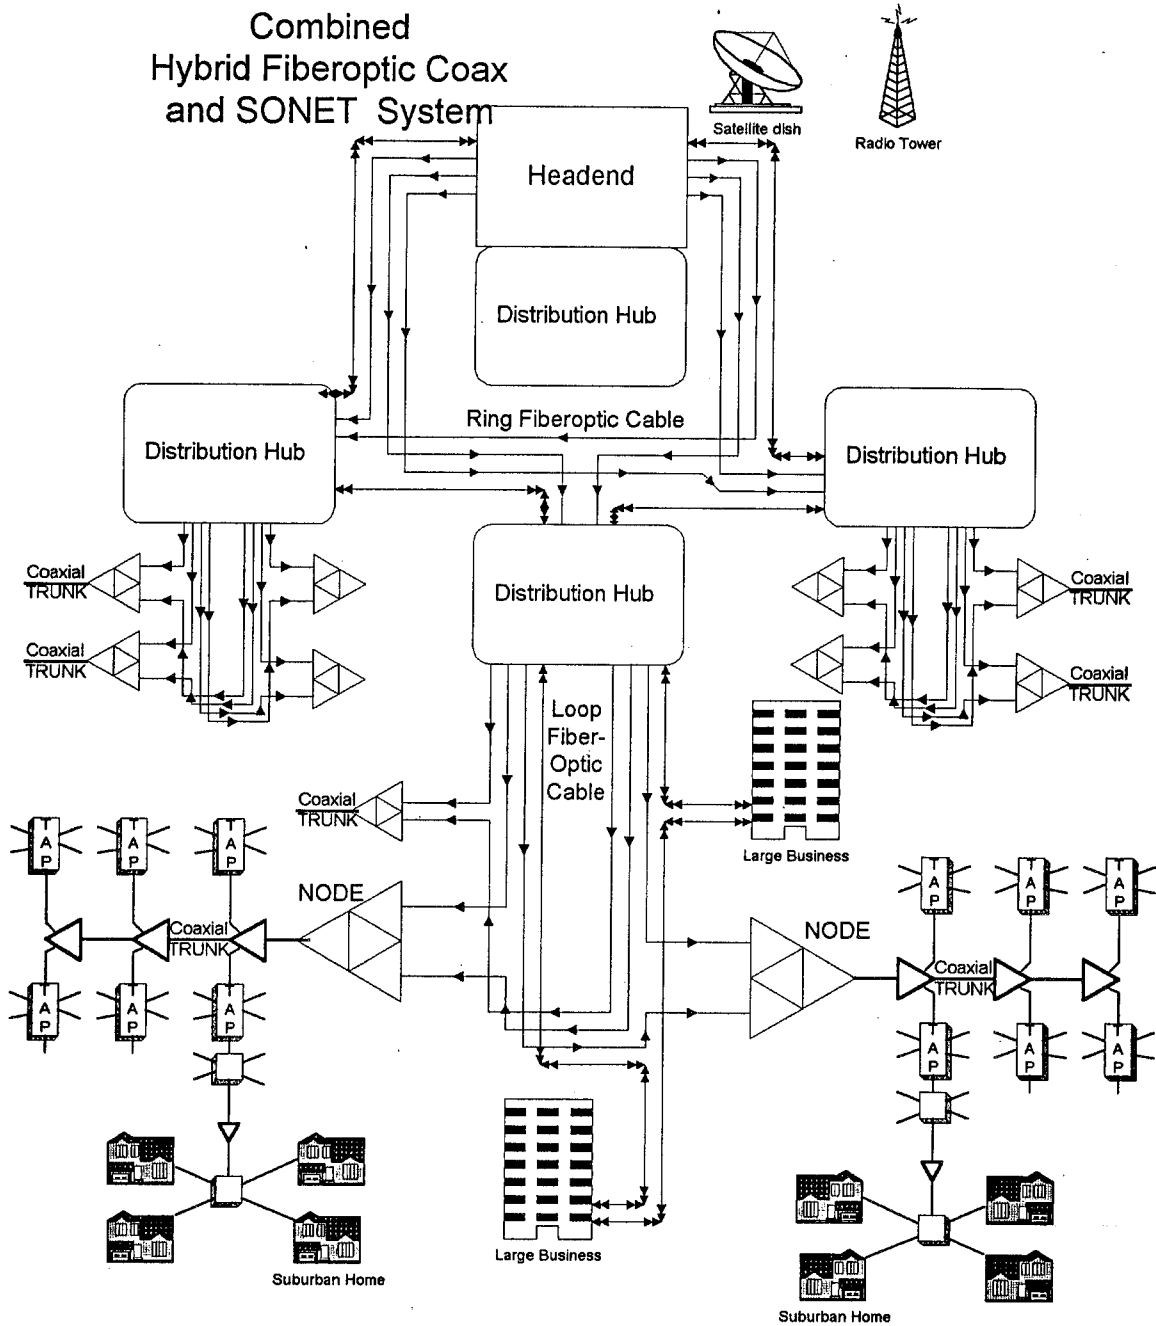 Combined
Hybrid Fiberoptic Coax
and SONET System
Satellite dish
Radio Tower
Headend
Distribution Hub
Ring Fiberoptic Cable
Distribution Hub
Distribution Hub
Distribution Hub
Coaxial
TRUNK
Coaxial
TRUNK
Coaxial
TRUNK
Coaxial
TRUNK
Loop
Fiber-
Optic
Cable
Coaxial
TRUNK
Large Business
TAP
TAP
TAP
NODE
Coaxial
TRUNK
TAP
TAP
TAP
TAP
TAP
TAP
NODE
Coaxial
TRUNK
TAP
TAP
TAP
Large Business
Suburban Home
Suburban Home